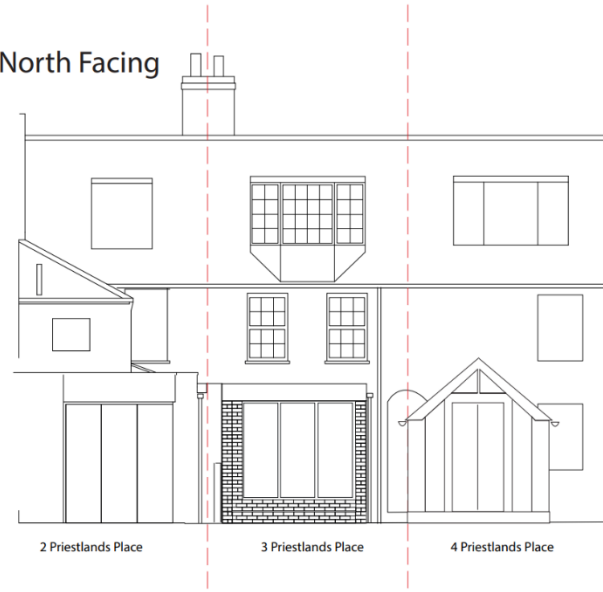 North Facing
2 Priestlands Place
3 Priestlands Place
4 Priestlands Place